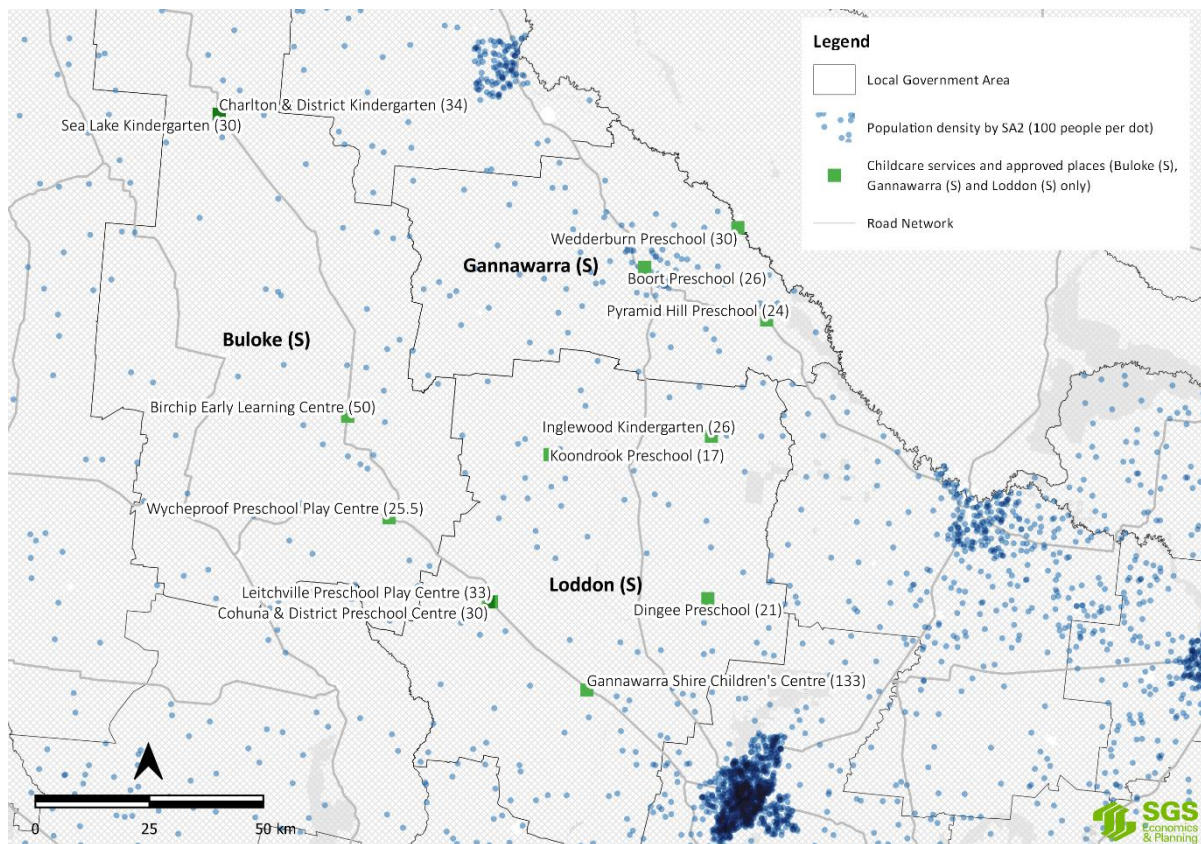 Legend
Local Government Area
Population density by SA2 (100 people per dot)
Childcare services and approved places (Buloke (S),
Gannawarra (S) and Loddon (S) only)
Road Network
Charlton & District Kindergarten (34)
Sea Lake Kindergarten (30)
Wedderburn Preschool (30)
Gannawarra (S)
Boort Preschool (26)
Pyramid Hill Preschool (24)
Buloke (S)
Birchip Early Learning Centre (50)
Inglewood Kindergarten (26)
Koondrook Preschool (17)
Wycheproof Preschool Play Centre (25.5)
Loddon (S)
Leitchville Preschool Play Centre (33)
Cohuna & District Preschool Centre (30)
Dingee Preschool (21)
Gannawarra Shire Children's Centre (133)
0 25 50 km
SGS
Economics
& Planning